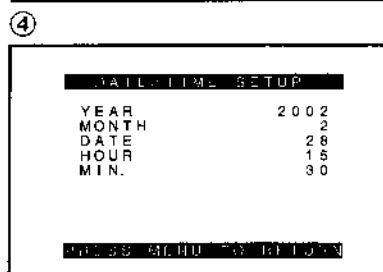 ④
DATE/TIME SETUP
YEAR 2002
MONTH 2
DATE 28
HOUR 15
MIN. 30
PRESS MENU TO RETURN